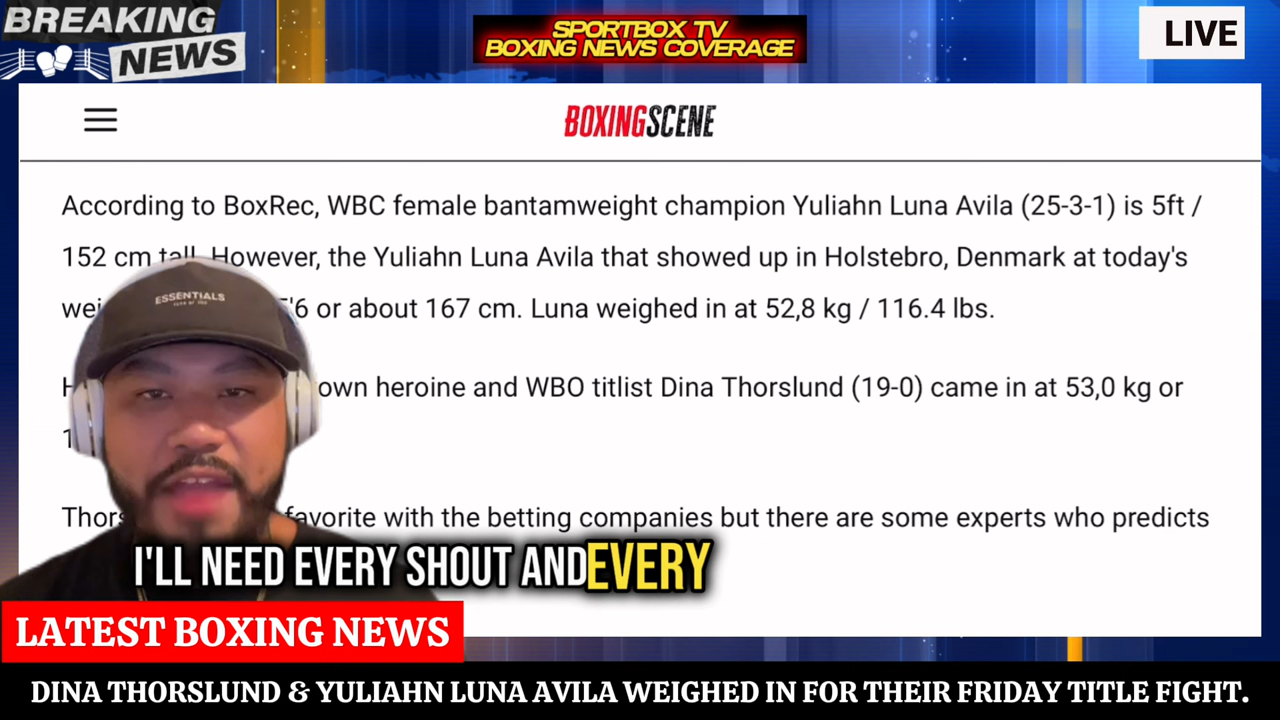 BREAKING
NEWS
SPORTBOX TV
BOXING NEWS COVERAGE
LIVE
BOXINGSCENE
According to BoxRec, WBC female bantamweight champion Yuliahn Luna Avila (25-3-1) is 5ft /
152 cm tall. However, the Yuliahn Luna Avila that showed up in Holstebro, Denmark at today's
'6 or about 167 cm. Luna weighed in at 52,8 kg / 116.4 lbs.
own heroine and WBO titlist Dina Thorslund (19-0) came in at 53,0 kg or
favorite with the betting companies but there are some experts who predicts
ESSENTIALS
I'LL NEED EVERY SHOUT AND EVERY
LATEST BOXING NEWS
DINA THORSLUND & YULIAHN LUNA AVILA WEIGHED IN FOR THEIR FRIDAY TITLE FIGHT.